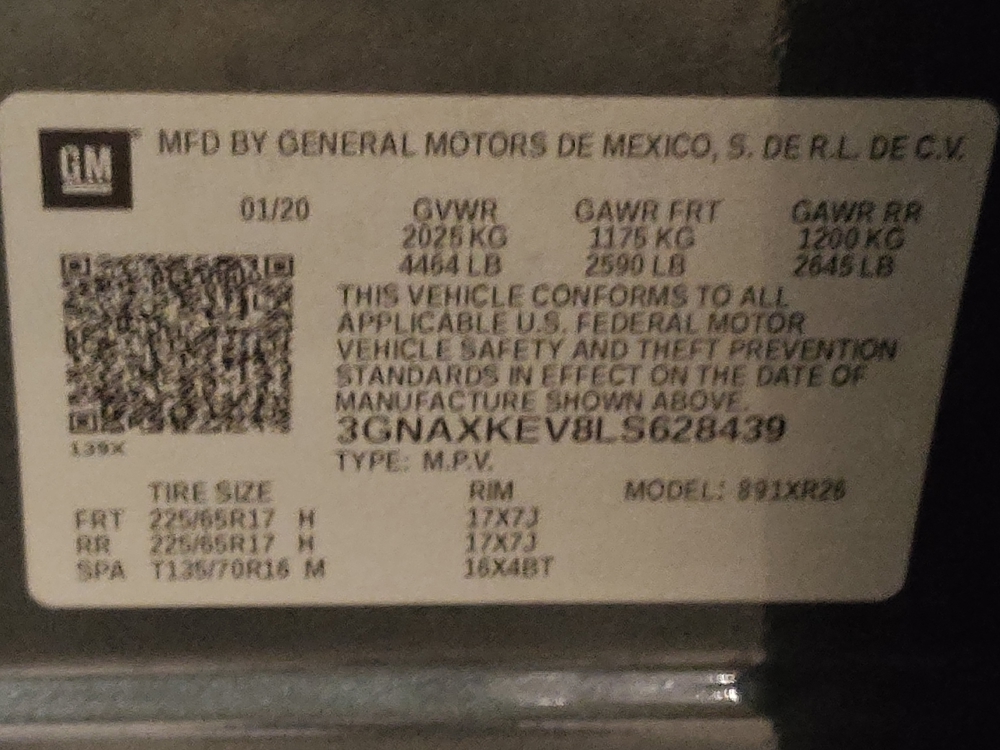 GM
MFD BY GENERAL MOTORS DE MEXICO, S. DE R.L. DE C.V.
01/20 GVWR GAWR FRT GAWR RR
2025 KG 1175 KG 1200 KG
4464 LB 2590 LB 2645 LB
THIS VEHICLE CONFORMS TO ALL
APPLICABLE U.S. FEDERAL MOTOR
VEHICLE SAFETY AND THEFT PREVENTION
STANDARDS IN EFFECT ON THE DATE OF
MANUFACTURE SHOWN ABOVE.
3GNAXKEV8LS628439
139X
TYPE: M.P.V.
TIRE SIZE RIM MODEL: 891XR26
FRT 225/65R17 H 17X7J
RR 225/65R17 H 17X7J
SPA T135/70R16 M 16X4BT